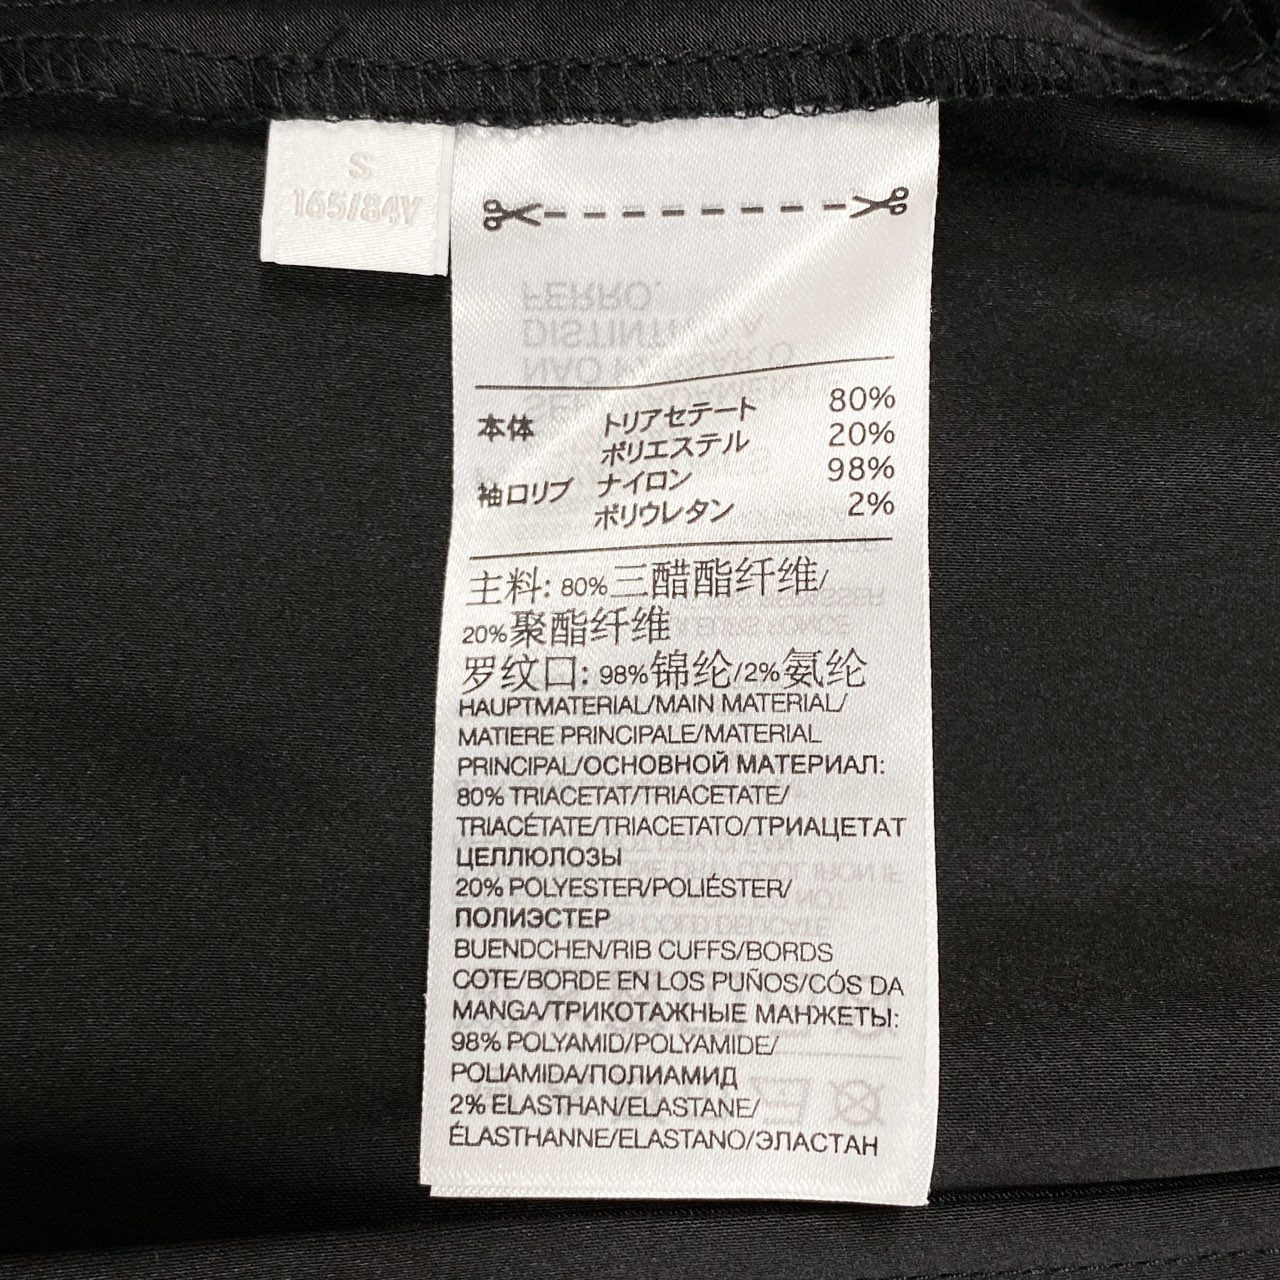 S
165/84Y
本体 トリアセテート 80%
ポリエステル 20%
袖口リブ ナイロン 98%
ポリウレタン 2%
主料: 80%三醋酯纤维/
20%聚酯纤维
罗纹口: 98%锦纶/2%氨纶
HAUPTMATERIAL/MAIN MATERIAL/
MATIERE PRINCIPALE/MATERIAL
PRINCIPAL/ОСНОВНОЙ МАТЕРИАЛ:
80% TRIACETAT/TRIACETATE/
TRIACÉTATE/TRIACETATO/ТРИАЦЕТАТ
ЦЕЛЛЮЛОЗЫ
20% POLYESTER/POLIÉSTER/
ПОЛИЭСТЕР
BUENDCHEN/RIB CUFFS/BORDS
COTE/BORDE EN LOS PUÑOS/CÓS DA
MANGA/ТРИКОТАЖНЫЕ МАНЖЕТЫ:
98% POLYAMID/POLYAMIDE/
POLIAMIDA/ПОЛИАМИД
2% ELASTHAN/ELASTANE/
ÉLASTHANNE/ELASTANO/ЭЛАСТАН